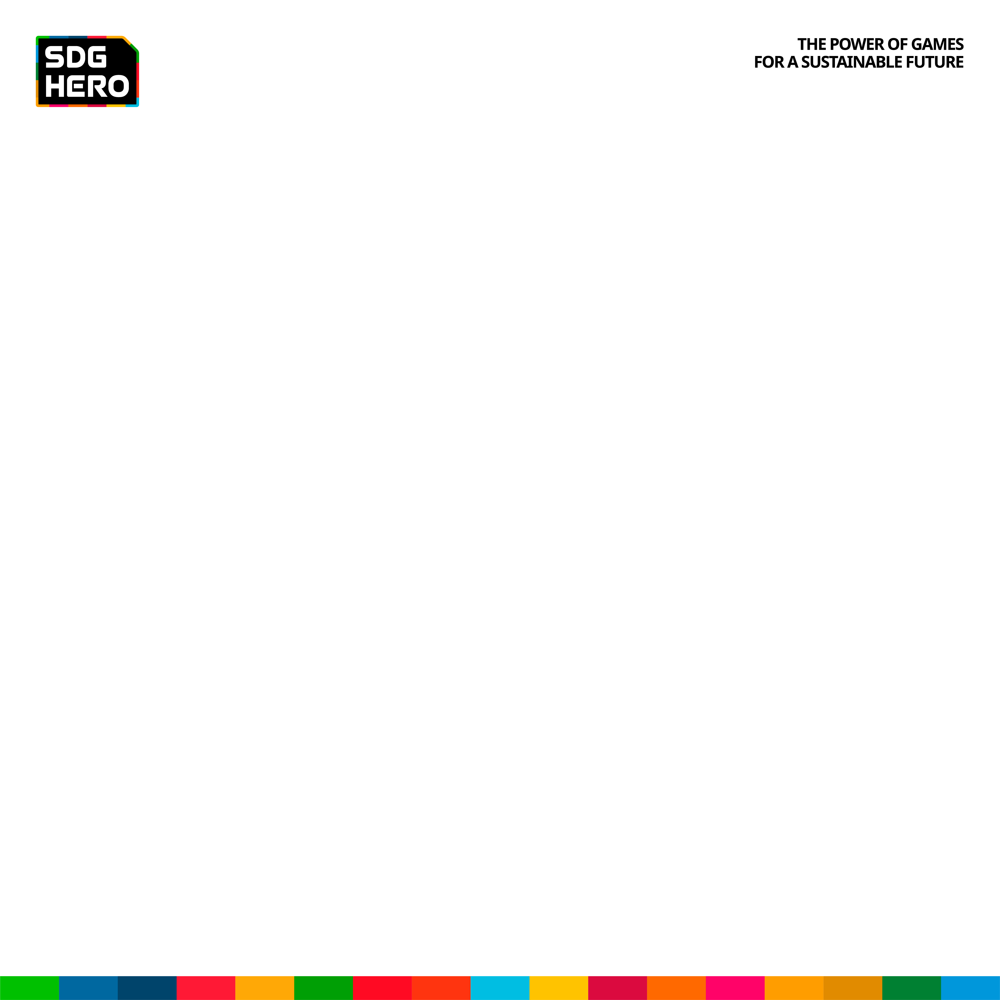 SDG
HERO
THE POWER OF GAMES
FOR A SUSTAINABLE FUTURE